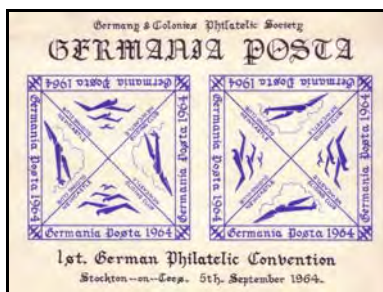 Germany & Colonies Philatelic Society
GERMANIA POSTA
Germania Posta 1964
Germania Posta 1964
Germania Posta 1964
Germania Posta 1964
Germania Posta 1964
Germania Posta 1964
Germania Posta 1964
Germania Posta 1964
1st. German Philatelic Convention
Stockton--on--Tees. 5th. September 1964.